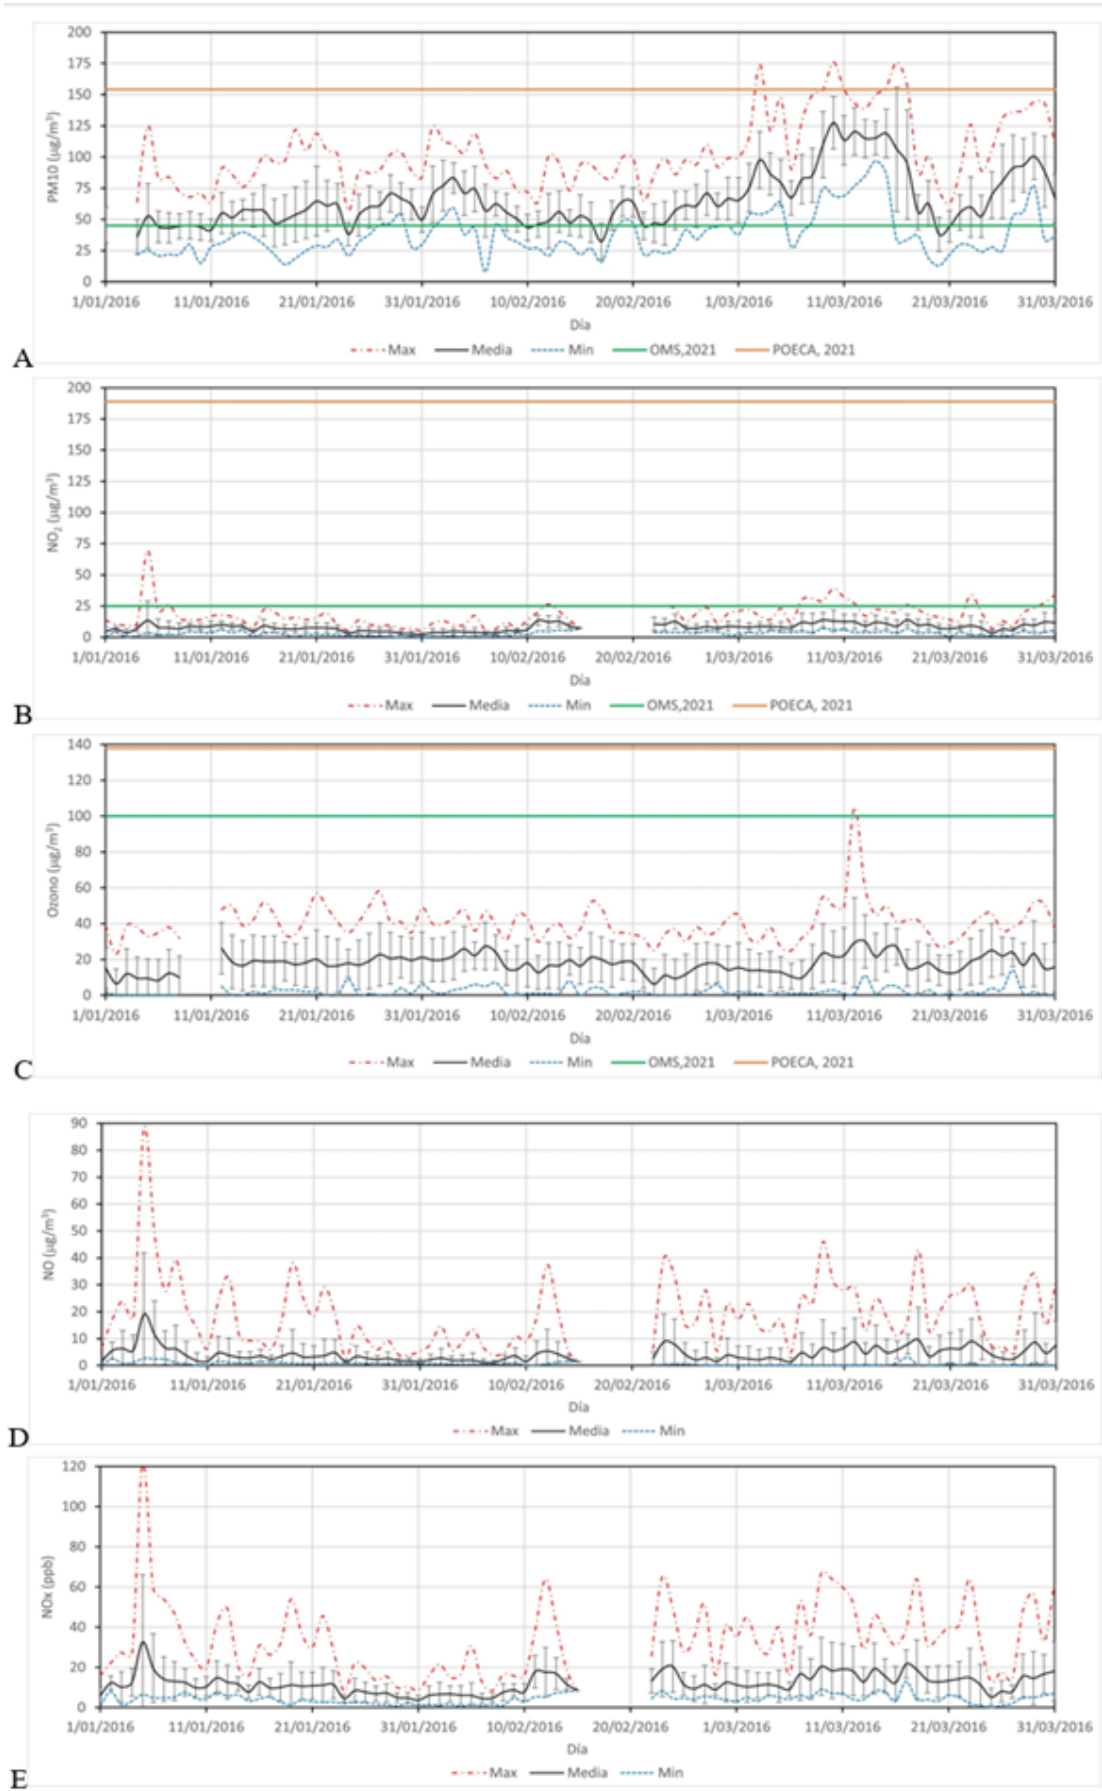 200
175
150
125
100
75
50
25
0
PM10 (µg/m³)
1/01/2016 11/01/2016 21/01/2016 31/01/2016 10/02/2016 20/02/2016 1/03/2016 11/03/2016 21/03/2016 31/03/2016
Día
Max Media Min OMS,2021 POECA, 2021
A
200
175
150
125
100
75
50
25
0
NO₂ (µg/m³)
1/01/2016 11/01/2016 21/01/2016 31/01/2016 10/02/2016 20/02/2016 1/03/2016 11/03/2016 21/03/2016 31/03/2016
Día
Max Media Min OMS,2021 POECA, 2021
B
140
120
100
80
60
40
20
0
Ozono (µg/m³)
1/01/2016 11/01/2016 21/01/2016 31/01/2016 10/02/2016 20/02/2016 1/03/2016 11/03/2016 21/03/2016 31/03/2016
Día
Max Media Min OMS,2021 POECA, 2021
C
90
80
70
60
50
40
30
20
10
0
NO (µg/m³)
1/01/2016 11/01/2016 21/01/2016 31/01/2016 10/02/2016 20/02/2016 1/03/2016 11/03/2016 21/03/2016 31/03/2016
Día
Max Media Min
D
120
100
80
60
40
20
0
NOx (ppb)
1/01/2016 11/01/2016 21/01/2016 31/01/2016 10/02/2016 20/02/2016 1/03/2016 11/03/2016 21/03/2016 31/03/2016
Día
Max Media Min
E